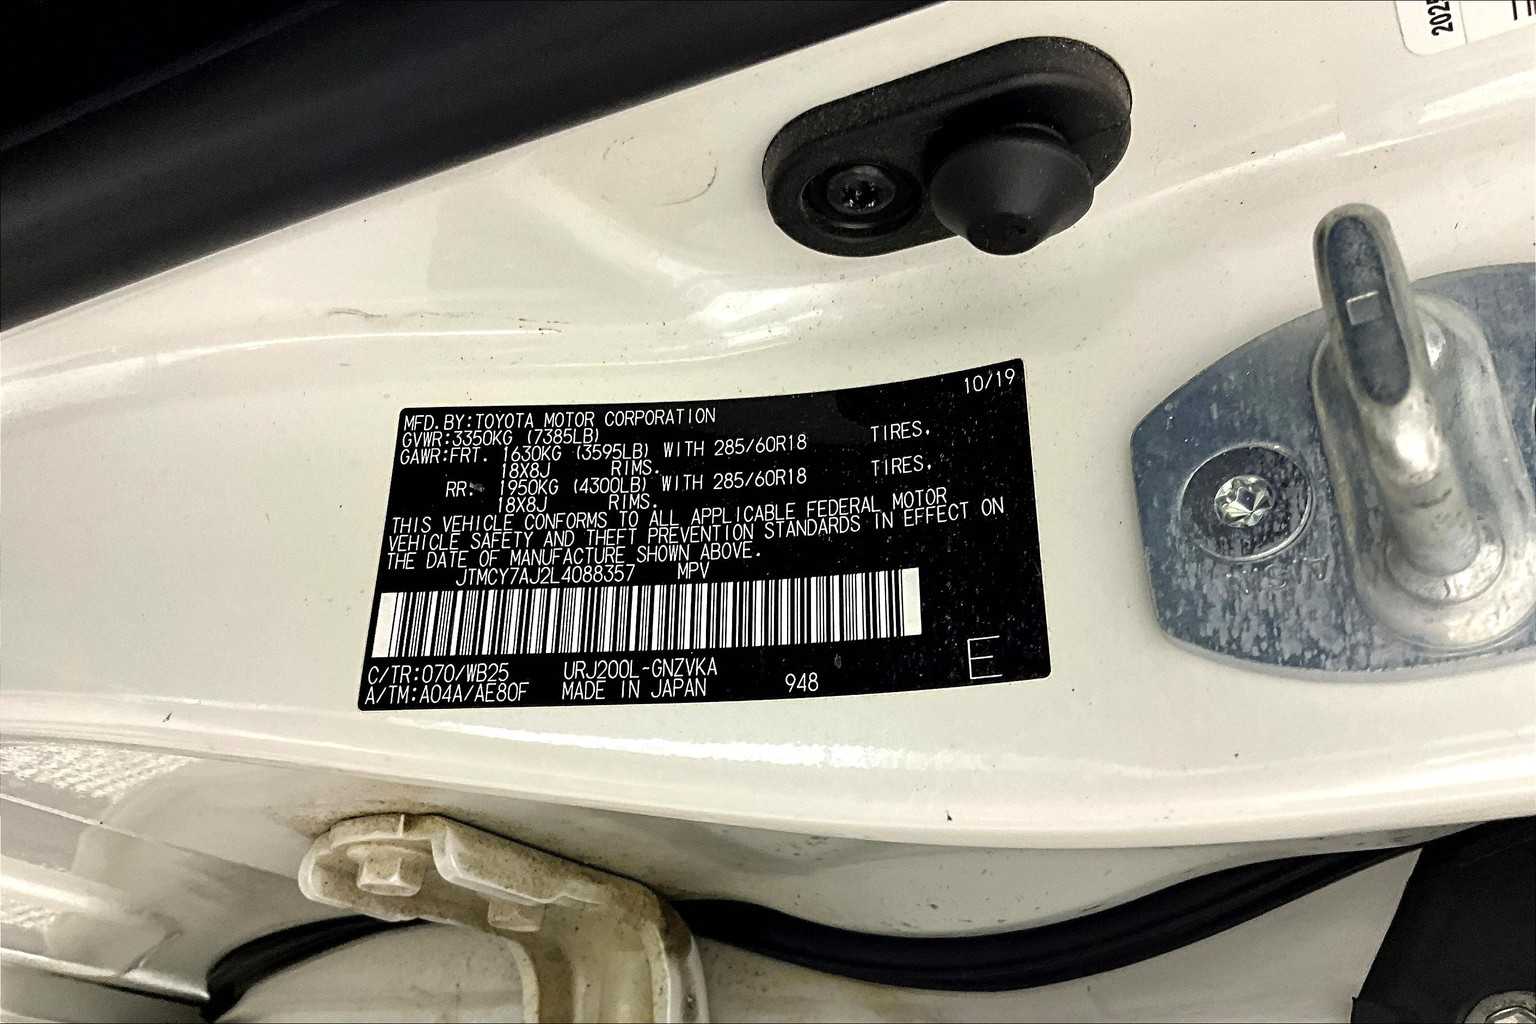 202
10/19
MFD. BY:TOYOTA MOTOR CORPORATION
GVWR:3350KG (7385LB)
GAWR:FRT. 1630KG (3595LB) WITH 285/60R18 TIRES,
18X8J RIMS.
RR: 1950KG (4300LB) WITH 285/60R18 TIRES,
18X8J RIMS.
THIS VEHICLE CONFORMS TO ALL APPLICABLE FEDERAL MOTOR
VEHICLE SAFETY AND THEFT PREVENTION STANDARDS IN EFFECT ON
THE DATE OF MANUFACTURE SHOWN ABOVE.
JTMCY7AJ2L4088357 MPV
C/TR:070/WB25 URJ200L-GNZVKA
A/TM:A04A/AE80F MADE IN JAPAN 948 E